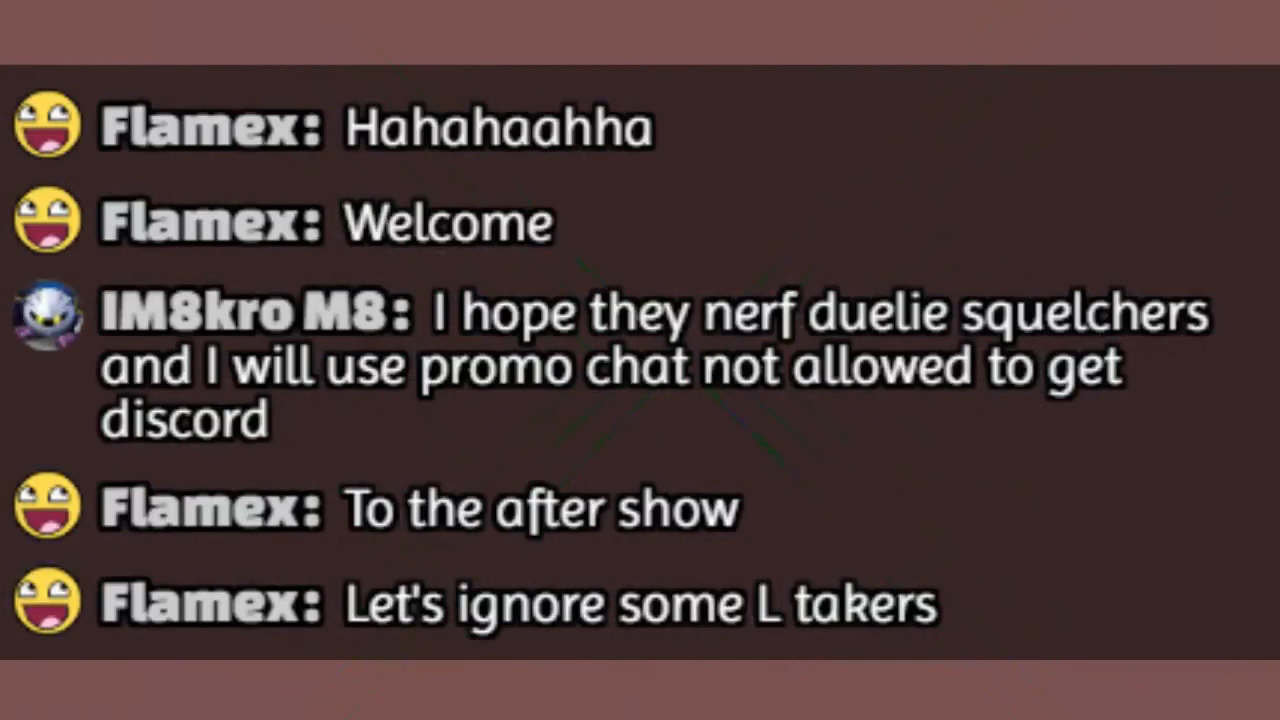 Flamex: Hahahaahha
Flamex: Welcome
IM8kro M8: I hope they nerf duelie squelchers
and I will use promo chat not allowed to get
discord
Flamex: To the after show
Flamex: Let's ignore some L takers